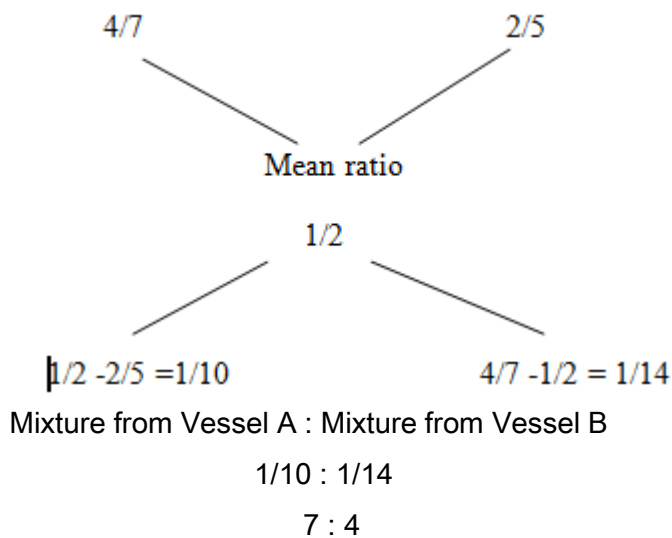 4/7 2/5
Mean ratio
1/2
1/2 -2/5 =1/10 4/7 -1/2 = 1/14
Mixture from Vessel A : Mixture from Vessel B
1/10 : 1/14
7 : 4